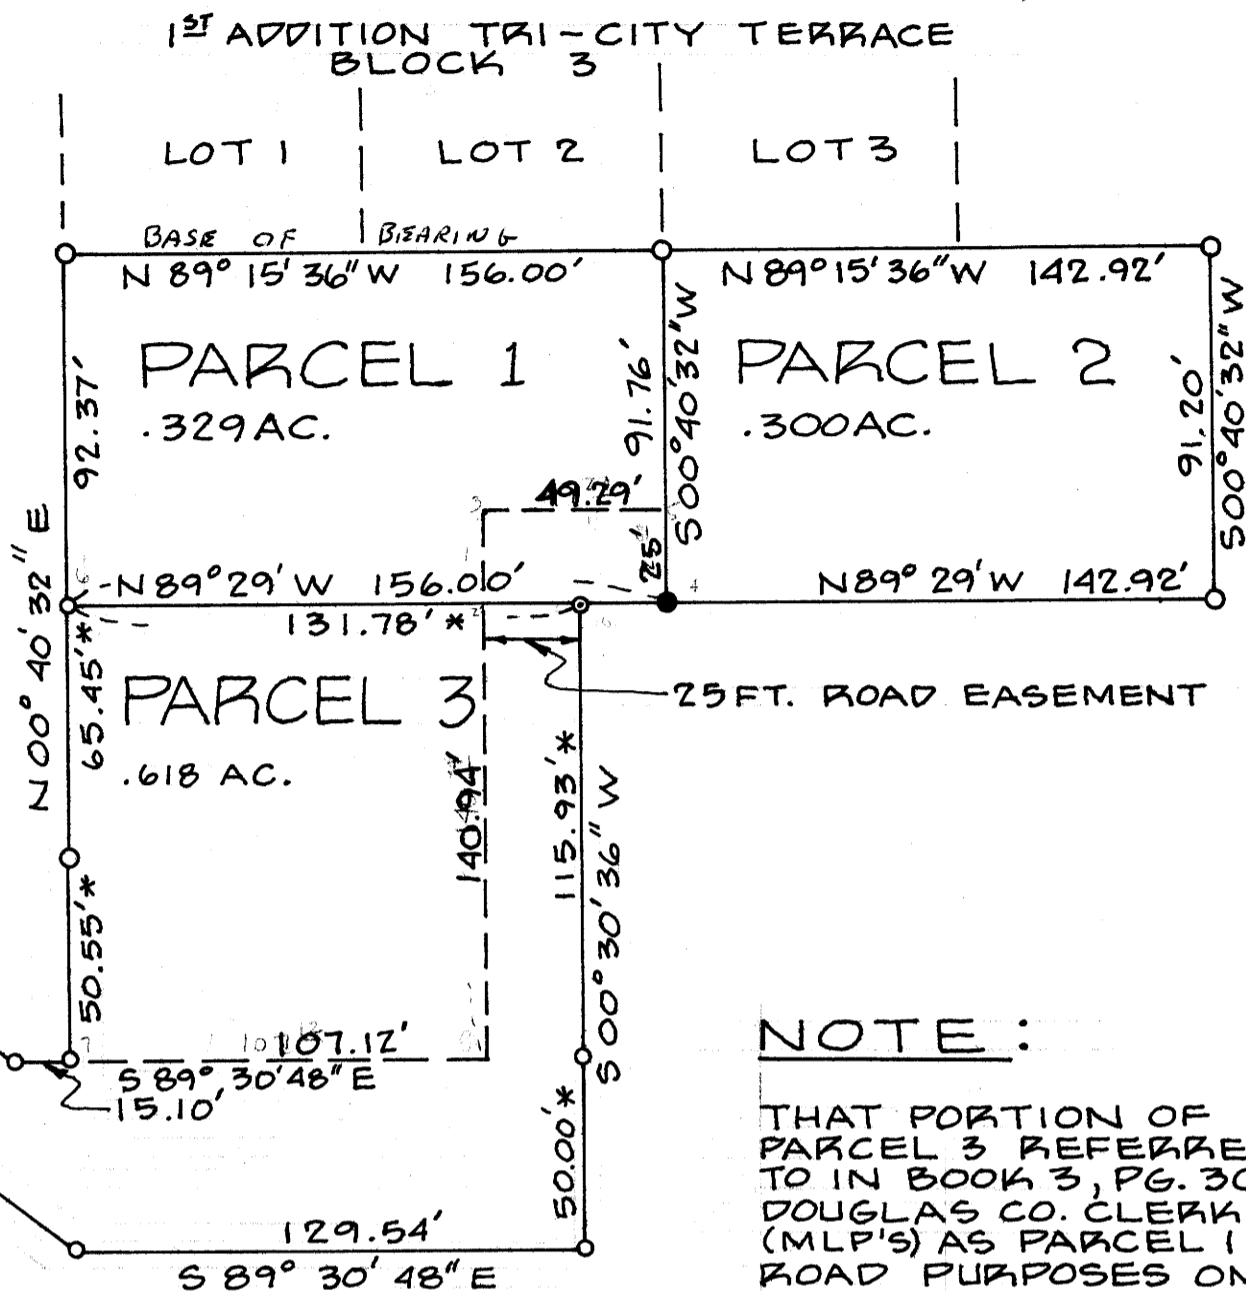 1ST ADDITION TRI-CITY TERRACE
BLOCK 3
LOT 1
LOT 2
LOT 3
BASE OF BEARING
N 89° 15' 36" W 156.00'
N 89° 15' 36" W 142.92'
PARCEL 1
.329 AC.
PARCEL 2
.300 AC.
92.37'
91.76'
S 00° 40' 32" W
91.20'
S 00° 40' 32" W
49.29'
25'
N 00° 40' 32" E
N 89° 29' W 156.00'
N 89° 29' W 142.92'
131.78' *
25 FT. ROAD EASEMENT
65.45' *
PARCEL 3
.618 AC.
140.94'
115.93' *
S 00° 30' 36" W
50.55' *
107.12'
S 89° 30' 48" E
15.10'
50.00' *
129.54'
S 89° 30' 48" E
NOTE :
THAT PORTION OF
PARCEL 3 REFERRE
TO IN BOOK 3, PG. 30
DOUGLAS CO. CLERK
(MLP'S) AS PARCEL 1
ROAD PURPOSES ON